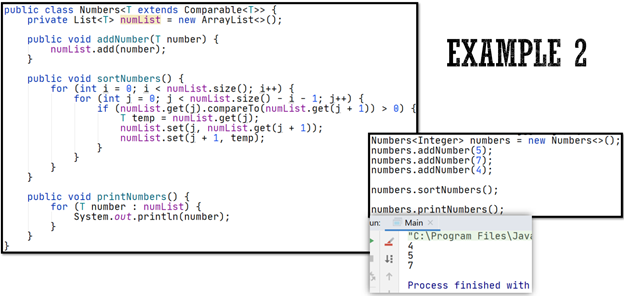 public class Numbers<T extends Comparable<T>> {
    private List<T> numList = new ArrayList<>();

    public void addNumber(T number) {
        numList.add(number);
    }

    public void sortNumbers() {
        for (int i = 0; i < numList.size(); i++) {
            for (int j = 0; j < numList.size() - i - 1; j++) {
                if (numList.get(j).compareTo(numList.get(j + 1)) > 0) {
                    T temp = numList.get(j);
                    numList.set(j, numList.get(j + 1));
                    numList.set(j + 1, temp);
                }
            }
        }
    }

    public void printNumbers() {
        for (T number : numList) {
            System.out.println(number);
        }
    }
}
EXAMPLE 2
Numbers<Integer> numbers = new Numbers<>();
numbers.addNumber(5);
numbers.addNumber(7);
numbers.addNumber(4);

numbers.sortNumbers();

numbers.printNumbers();
un: Main ×
"C:\Program Files\Java
4
5
7

Process finished with